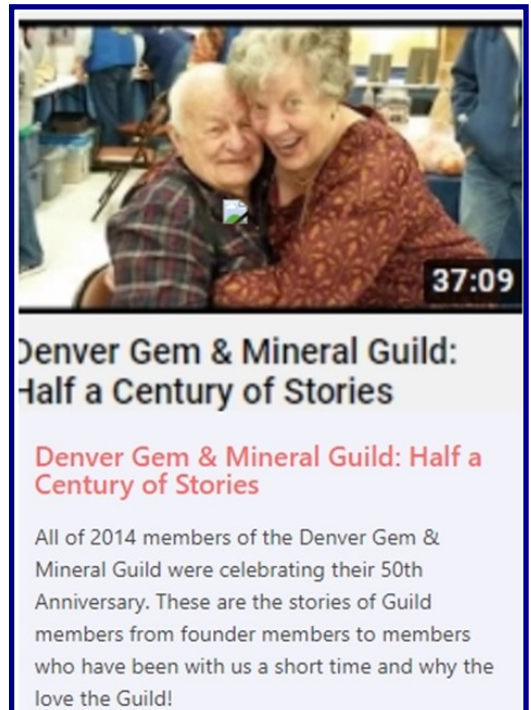 37:09
Denver Gem & Mineral Guild:
Half a Century of Stories
Denver Gem & Mineral Guild: Half a
Century of Stories
All of 2014 members of the Denver Gem &
Mineral Guild were celebrating their 50th
Anniversary. These are the stories of Guild
members from founder members to members
who have been with us a short time and why the
love the Guild!